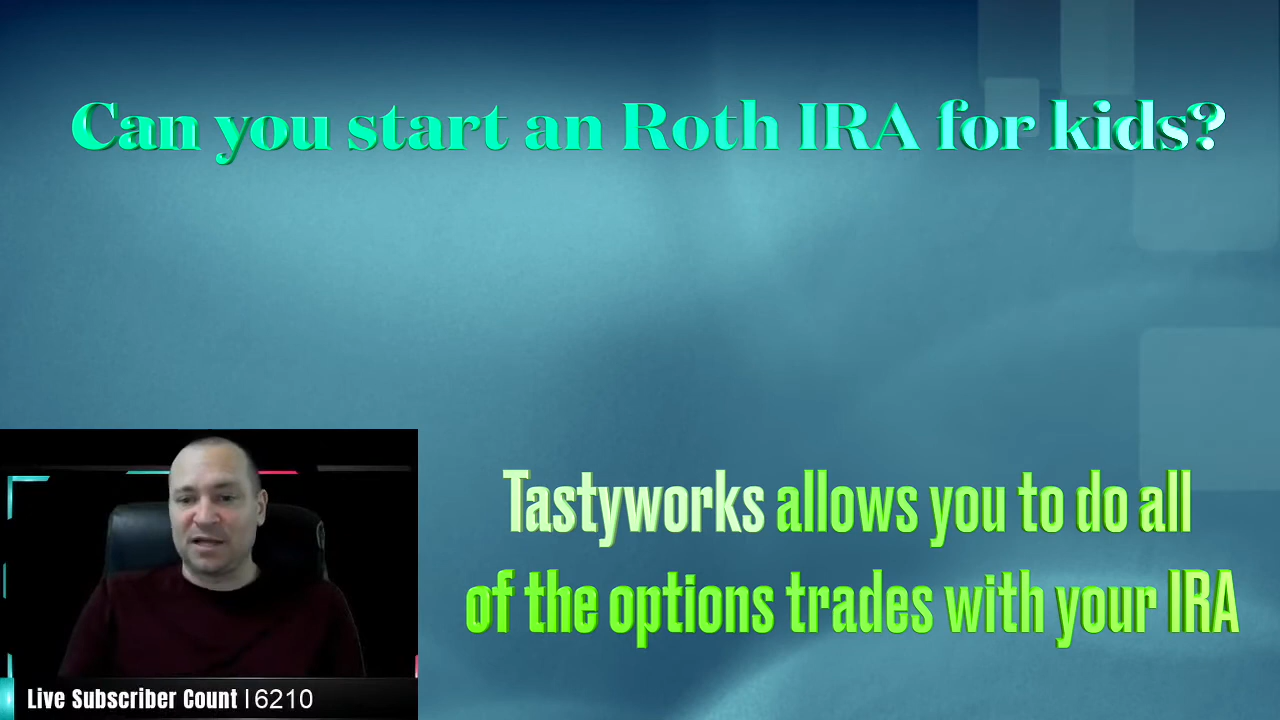 Can you start an Roth IRA for kids?
Tastyworks allows you to do all
of the options trades with your IRA
Live Subscriber Count | 6210